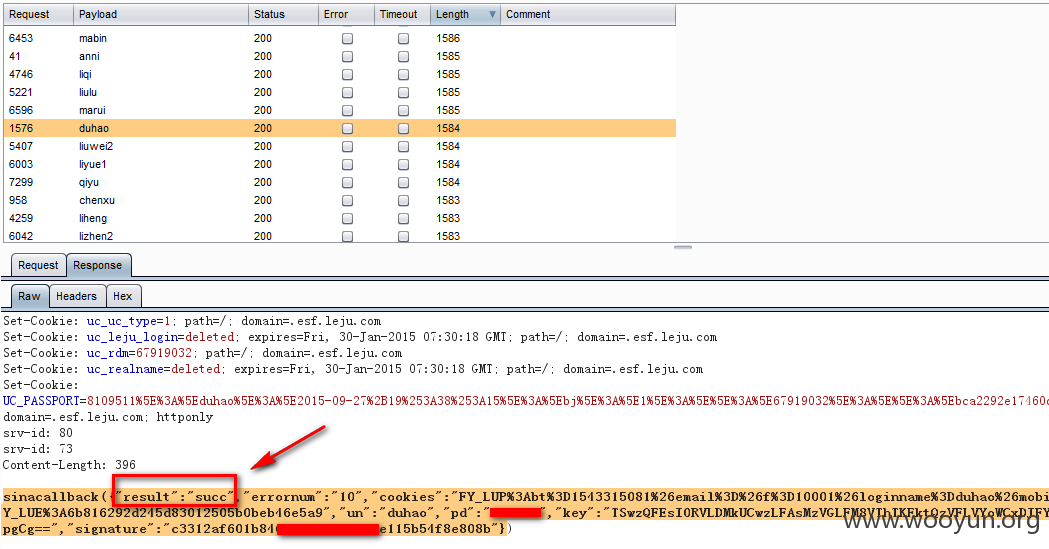 Request Payload Status Error Timeout Length Comment
6453 mabin 200 1586
41 anni 200 1585
4746 liqi 200 1585
5221 liulu 200 1585
6596 marui 200 1585
1576 duhao 200 1584
5407 liuwei2 200 1584
6003 liyue1 200 1584
7299 qiyu 200 1584
958 chenxu 200 1583
4259 liheng 200 1583
6042 lizhen2 200 1583
Request Response
Raw Headers Hex
Set-Cookie: uc_uc_type=1; path=/; domain=.esf.leju.com
Set-Cookie: uc_leju_login=deleted; expires=Fri, 30-Jan-2015 07:30:18 GMT; path=/; domain=.esf.leju.com
Set-Cookie: uc_rdm=67919032; path=/; domain=.esf.leju.com
Set-Cookie: uc_realname=deleted; expires=Fri, 30-Jan-2015 07:30:18 GMT; path=/; domain=.esf.leju.com
Set-Cookie:
UC_PASSPORT=8109511%5E%3A%5Eduhao%5E%3A%5E2015-09-27%2B19%253A38%253A15%5E%3A%5Ebj%5E%3A%5E1%5E%3A%5E%5E%3A%5E67919032%5E%3A%5E%5E%3A%5Ebca2292e17460
domain=.esf.leju.com; httponly
srv-id: 80
srv-id: 73
Content-Length: 396
sinacallback({"result":"succ","errornum":"10","cookies":"FY_LUP%3Abt%3D1543315081%26email%3D%26f%3D10001%26loginname%3Dduhao%26mobi
Y_LUE%3A6b816292d245d83012505b0beb46e5a9","un":"duhao","pd":" ","key":
pgCg==","signature":"c3312af601b84 e115b54f8e808b"})
www.wooyun.org